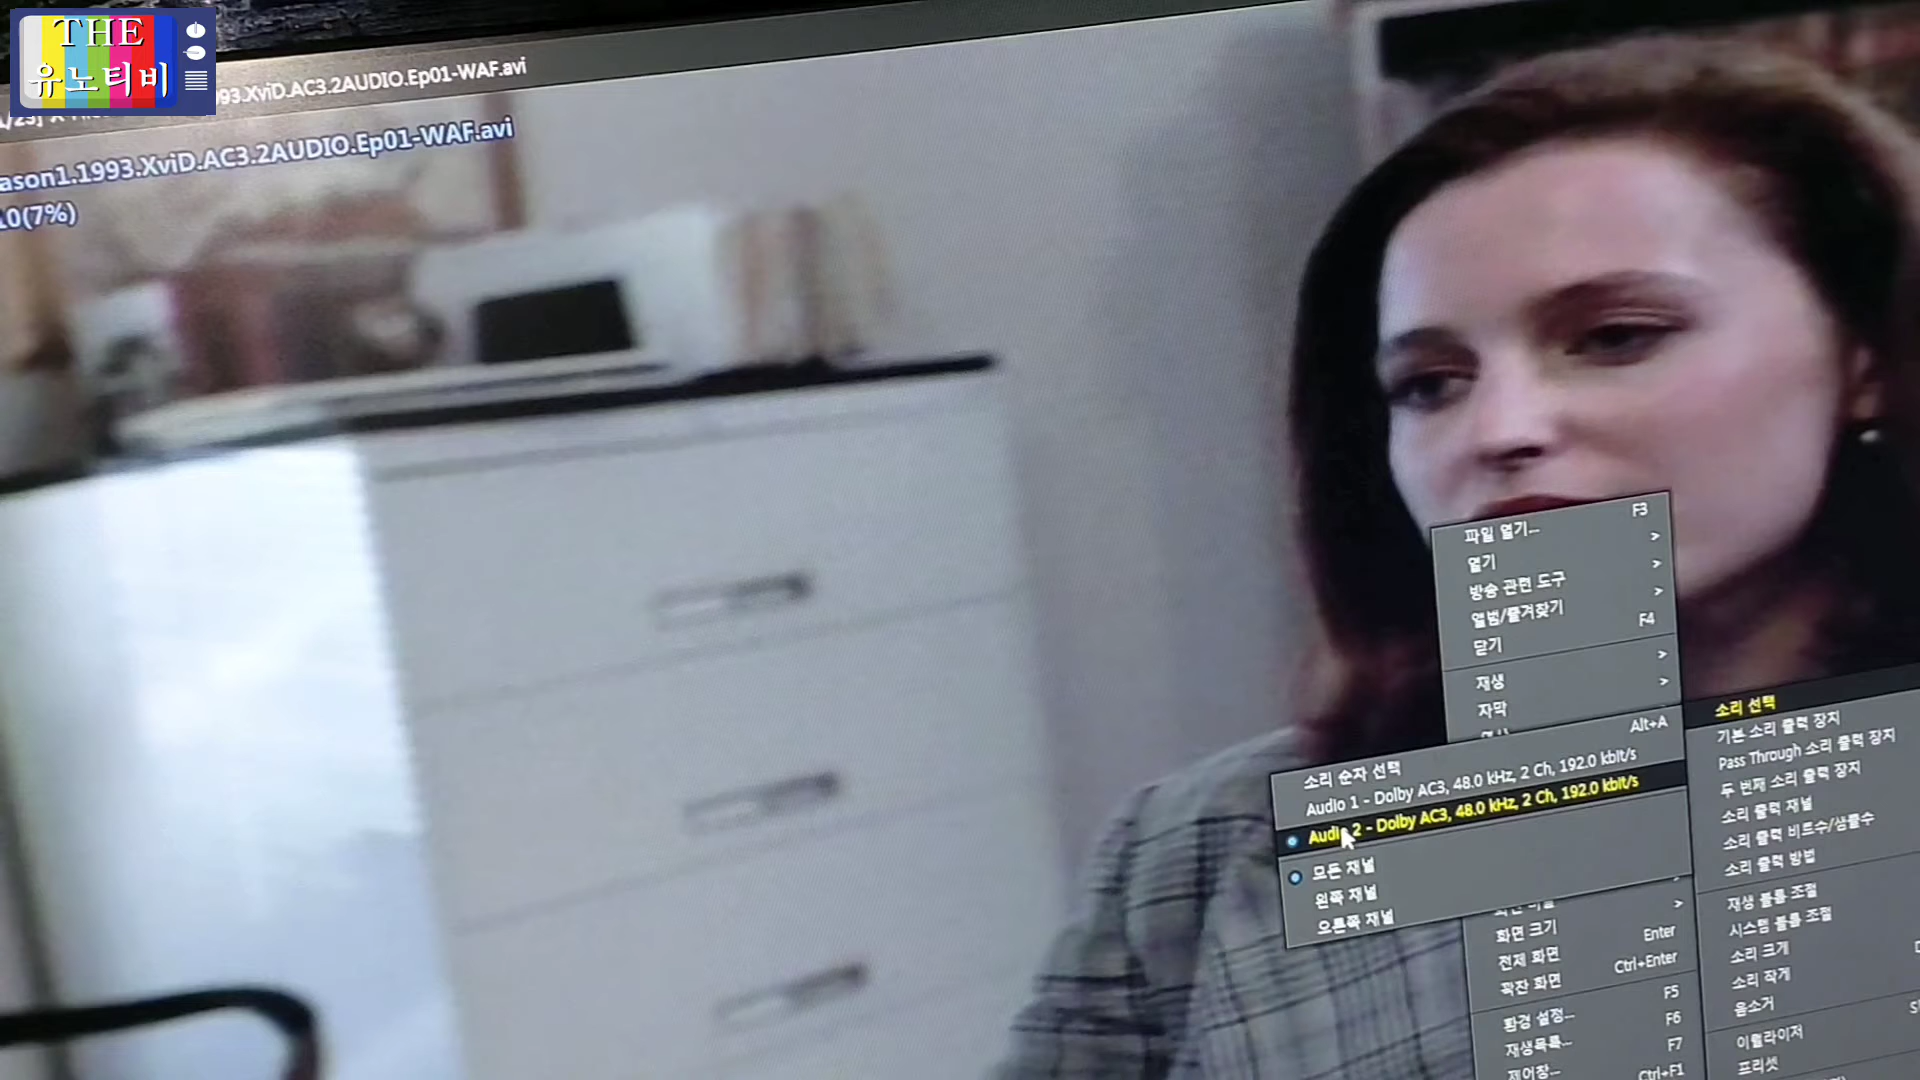 THE
유노티비
93.XviD.AC3.2AUDIO.Ep01-WAF.avi
ason1.1993.XviD.AC3.2AUDIO.Ep01-WAF.avi
10(7%)
파일 열기... F3
열기
방송 관련 도구
앨범/즐겨찾기
닫기 F4
재생
자막
소리 선택
기본 소리 출력 장치
Pass Through 소리 출력 장치
두 번째 소리 출력 장치
소리 출력 채널
소리 출력 비트수/샘플수
소리 출력 방법
재생 볼륨 조절
시스템 볼륨 조절
소리 크게
소리 작게
음소거
이퀄라이저
프리셋
소리 순차 선택 Alt+A
Audio 1 - Dolby AC3, 48.0 kHz, 2 Ch, 192.0 kbit/s
Audio 2 - Dolby AC3, 48.0 kHz, 2 Ch, 192.0 kbit/s
모든 채널
왼쪽 채널
오른쪽 채널
화면 크기
전체 화면 Enter
꽉찬 화면 Ctrl+Enter
환경 설정... F5
재생목록... F6
제어창... F7
Ctrl+F1